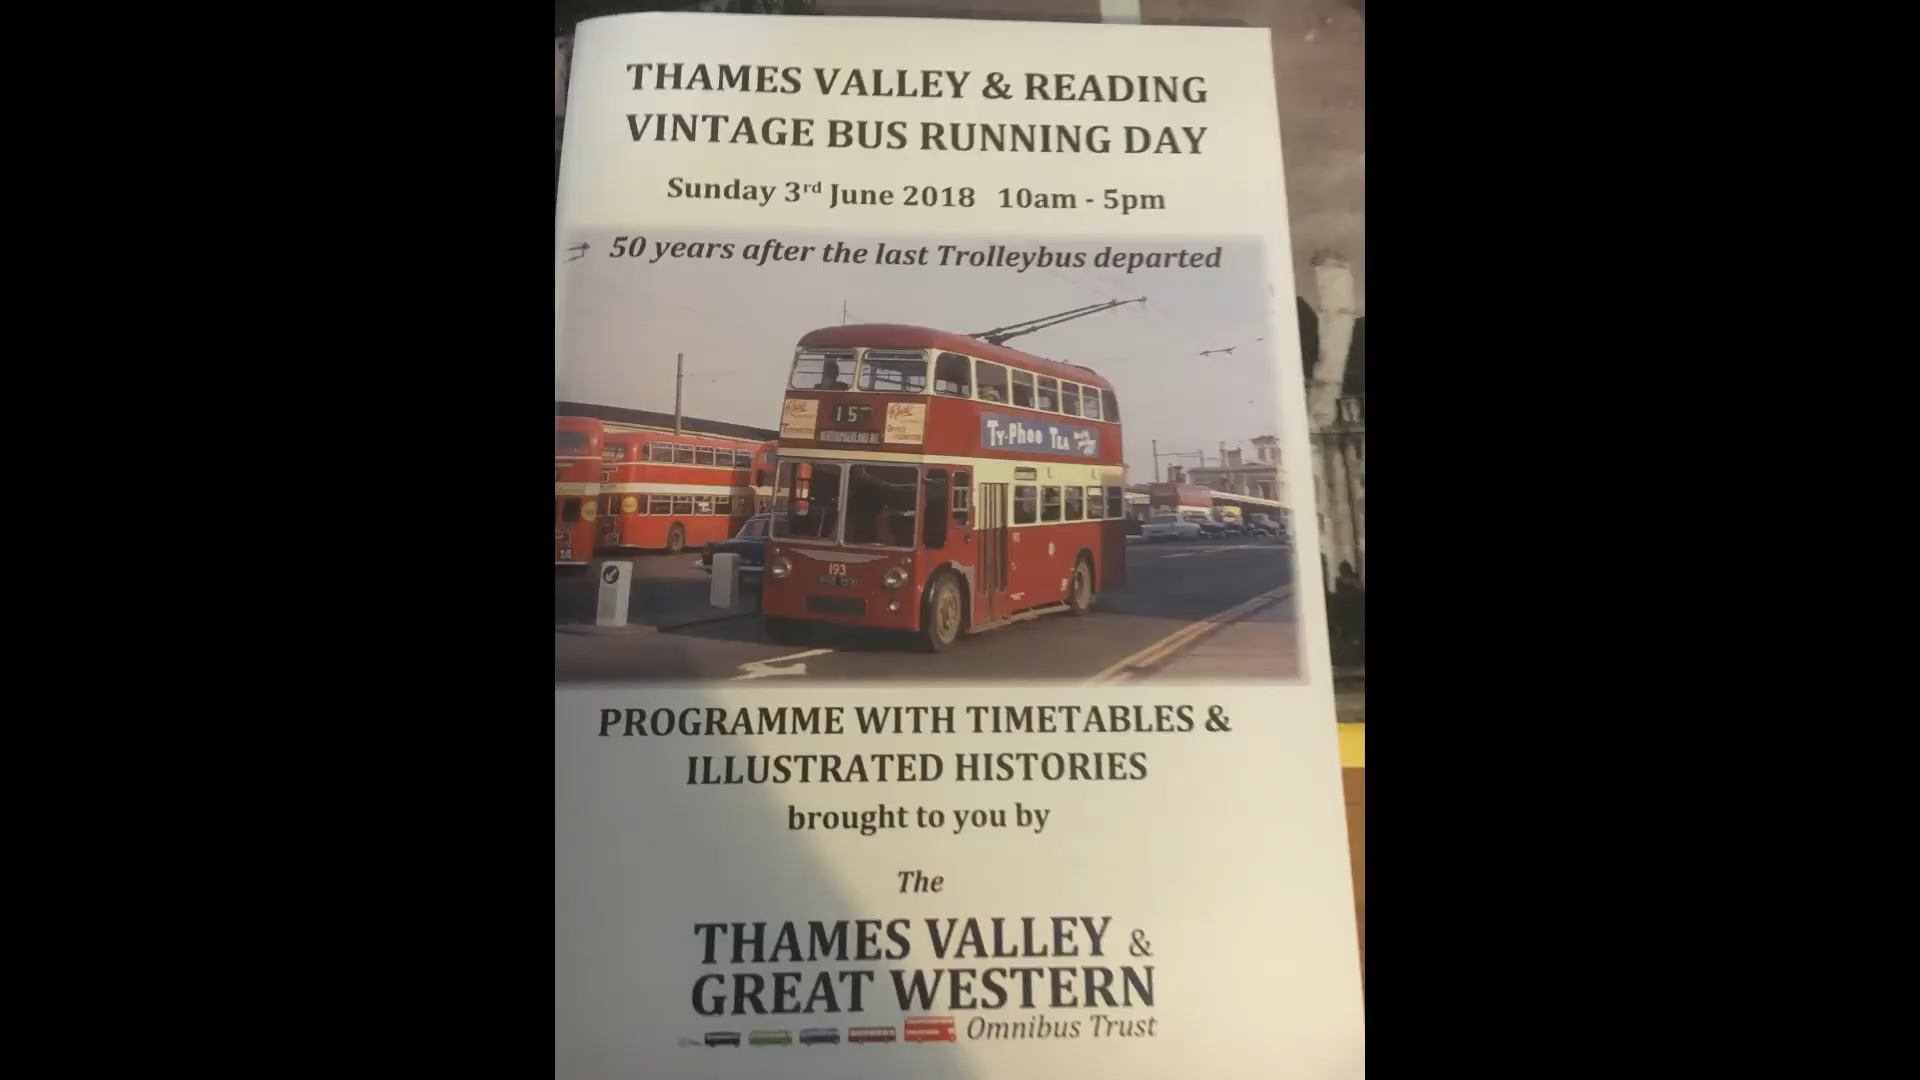 THAMES VALLEY & READING
VINTAGE BUS RUNNING DAY
Sunday 3rd June 2018 10am - 5pm
50 years after the last Trolleybus departed
15
TY-PHOO TEA
193
PROGRAMME WITH TIMETABLES &
ILLUSTRATED HISTORIES
brought to you by
The
THAMES VALLEY &
GREAT WESTERN
Omnibus Trust